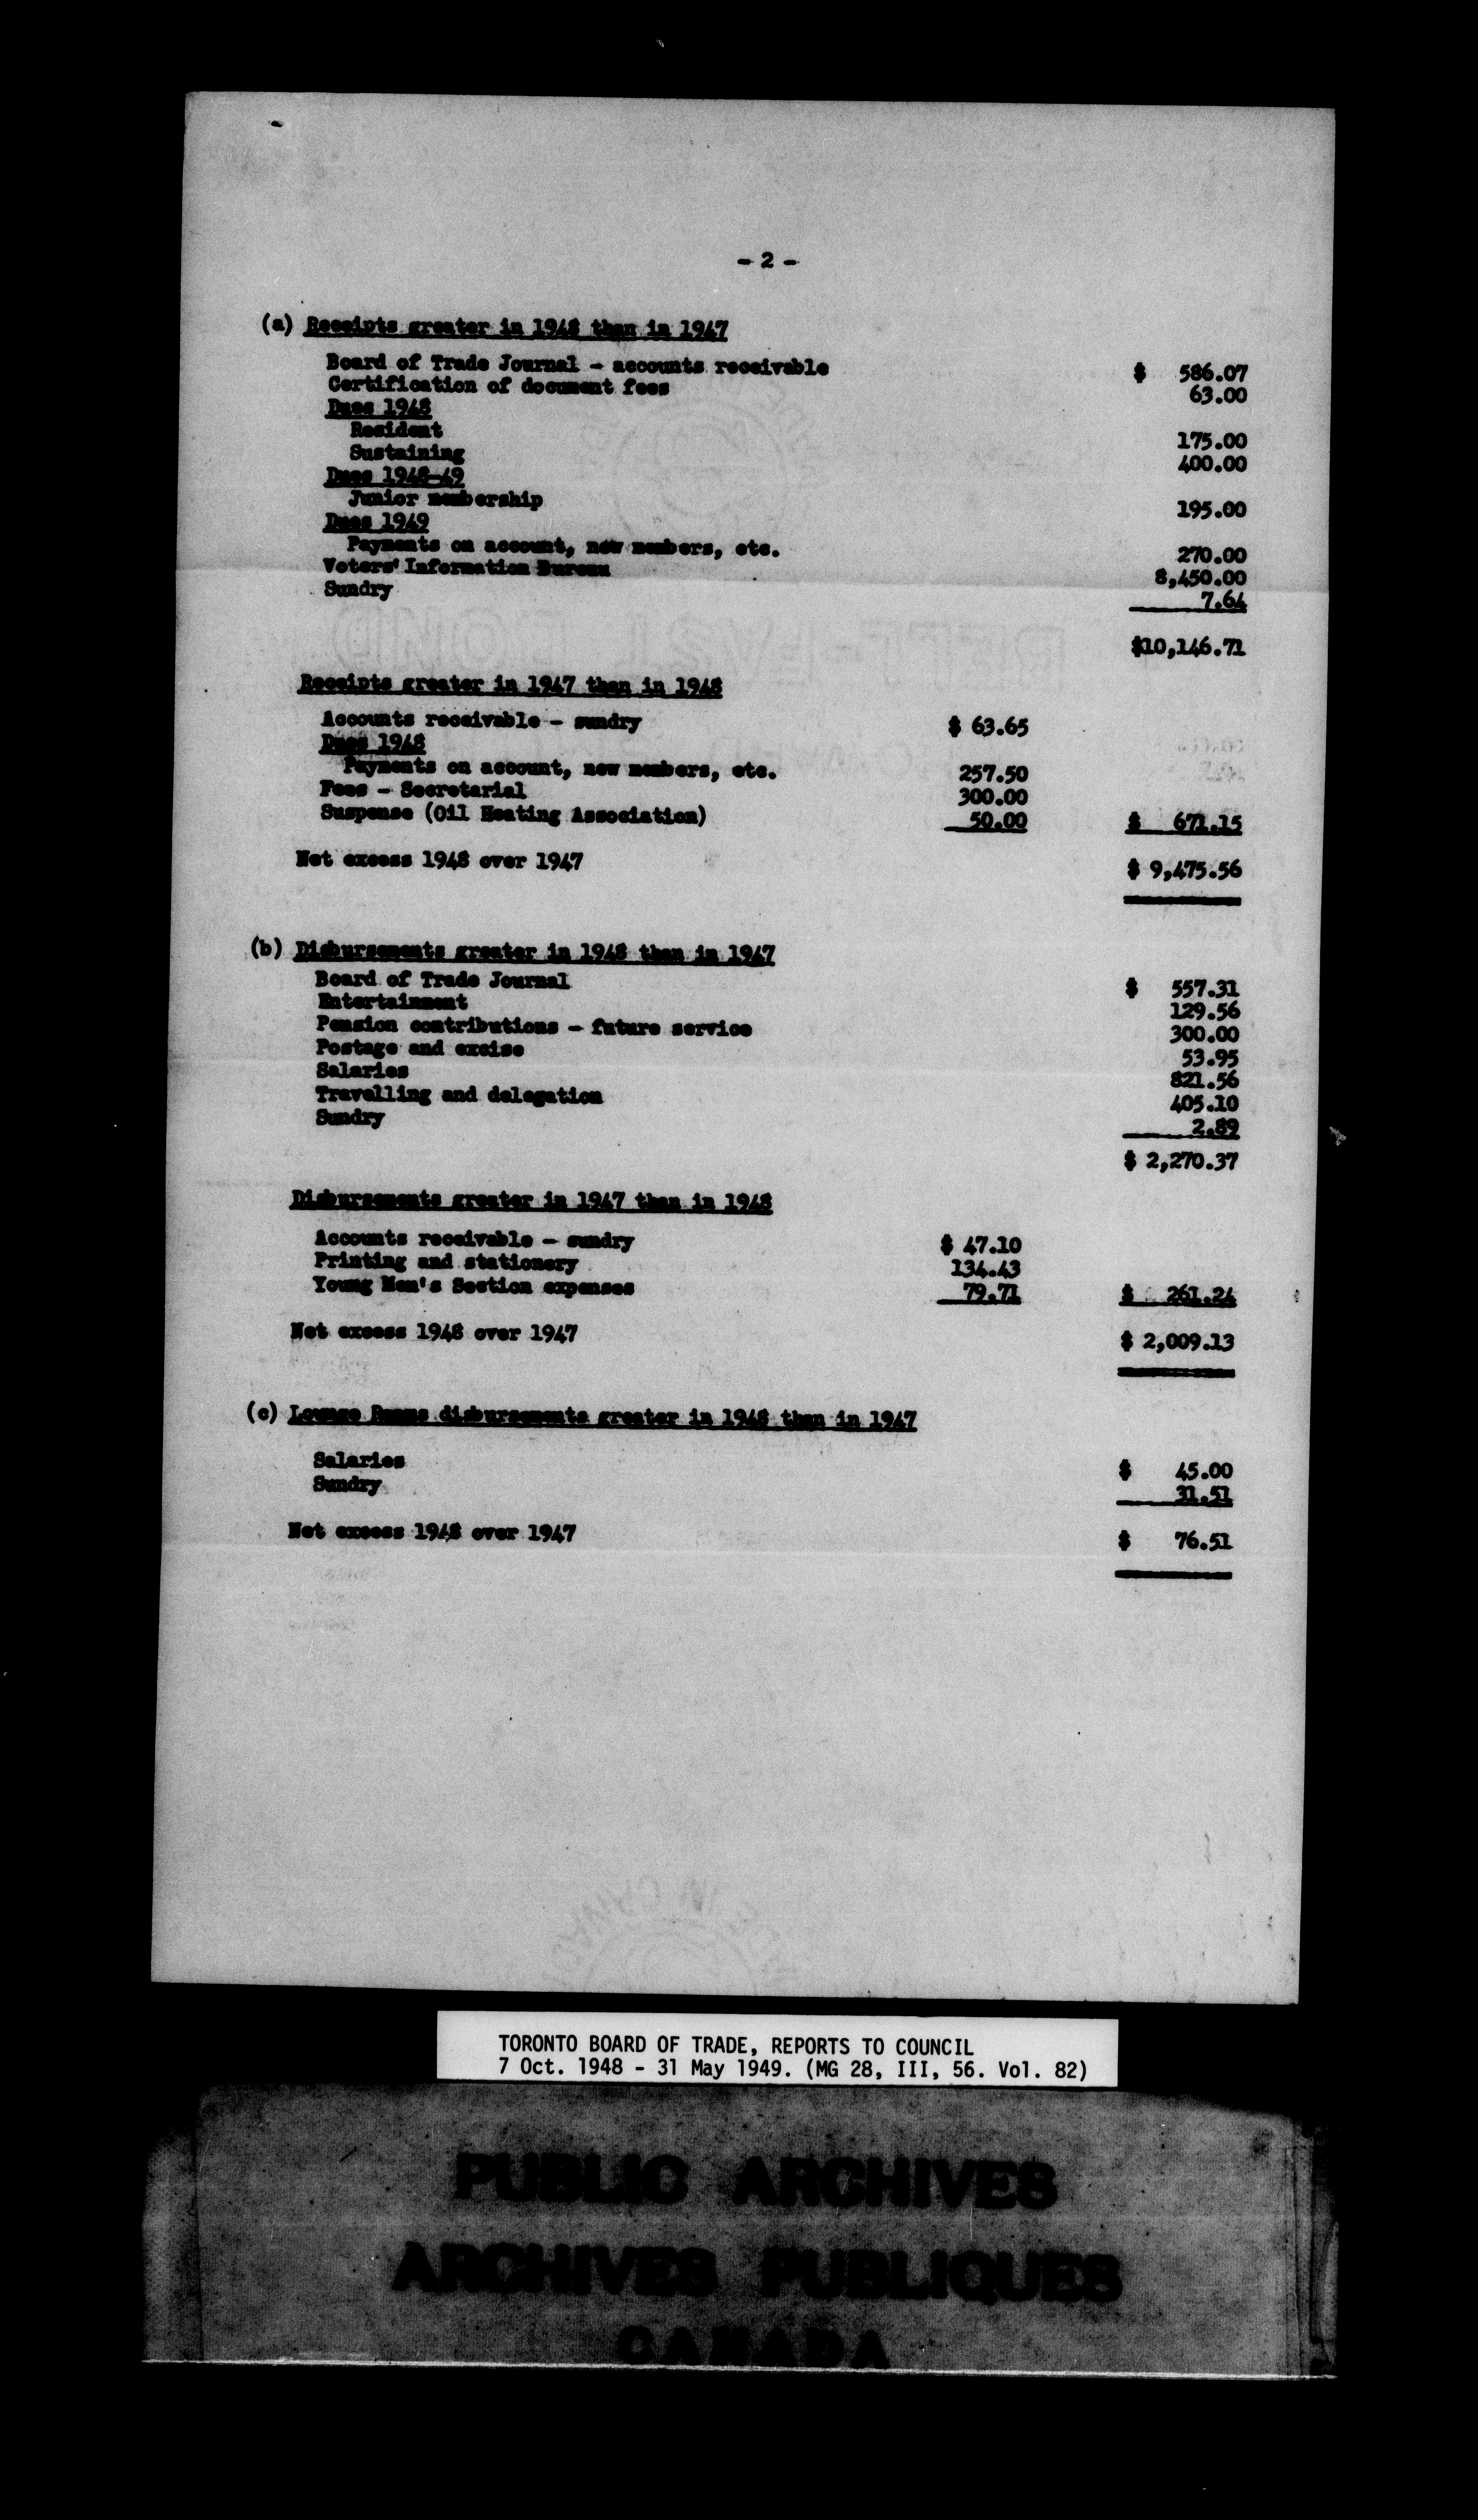 - 2 -
(a) Receipts greater in 1948 than in 1947
Board of Trade Journal - accounts receivable $ 586.07
Certification of document fees 63.00
Dues 1948
Resident 175.00
Sustaining 400.00
Dues 1948-49
Junior membership 195.00
Dues 1949
Payments on account, new members, etc. 270.00
Voters' Information Bureau 8,450.00
Sundry 7.64
$10,146.71
Receipts greater in 1947 than in 1948
Accounts receivable - sundry $ 63.65
Dues 1948
Payments on account, new members, etc. 257.50
Fees - Secretarial 300.00
Suspense (Oil Heating Association) 50.00 $ 671.15
Net excess 1948 over 1947 $ 9,475.56
(b) Disbursements greater in 1948 than in 1947
Board of Trade Journal $ 557.31
Entertainment 129.56
Pension contributions - future service 300.00
Postage and excise 53.95
Salaries 821.56
Travelling and delegation 405.10
Sundry 2.89
$ 2,270.37
Disbursements greater in 1947 than in 1948
Accounts receivable - sundry $ 47.10
Printing and stationery 134.43
Young Men's Section expenses 79.71 $ 261.24
Net excess 1948 over 1947 $ 2,009.13
(c) Lounge Rooms disbursements greater in 1948 than in 1947
Salaries $ 45.00
Sundry 31.51
Net excess 1948 over 1947 $ 76.51
TORONTO BOARD OF TRADE, REPORTS TO COUNCIL
7 Oct. 1948 - 31 May 1949. (MG 28, III, 56. Vol. 82)
PUBLIC ARCHIVES
ARCHIVES PUBLIQUES
CANADA